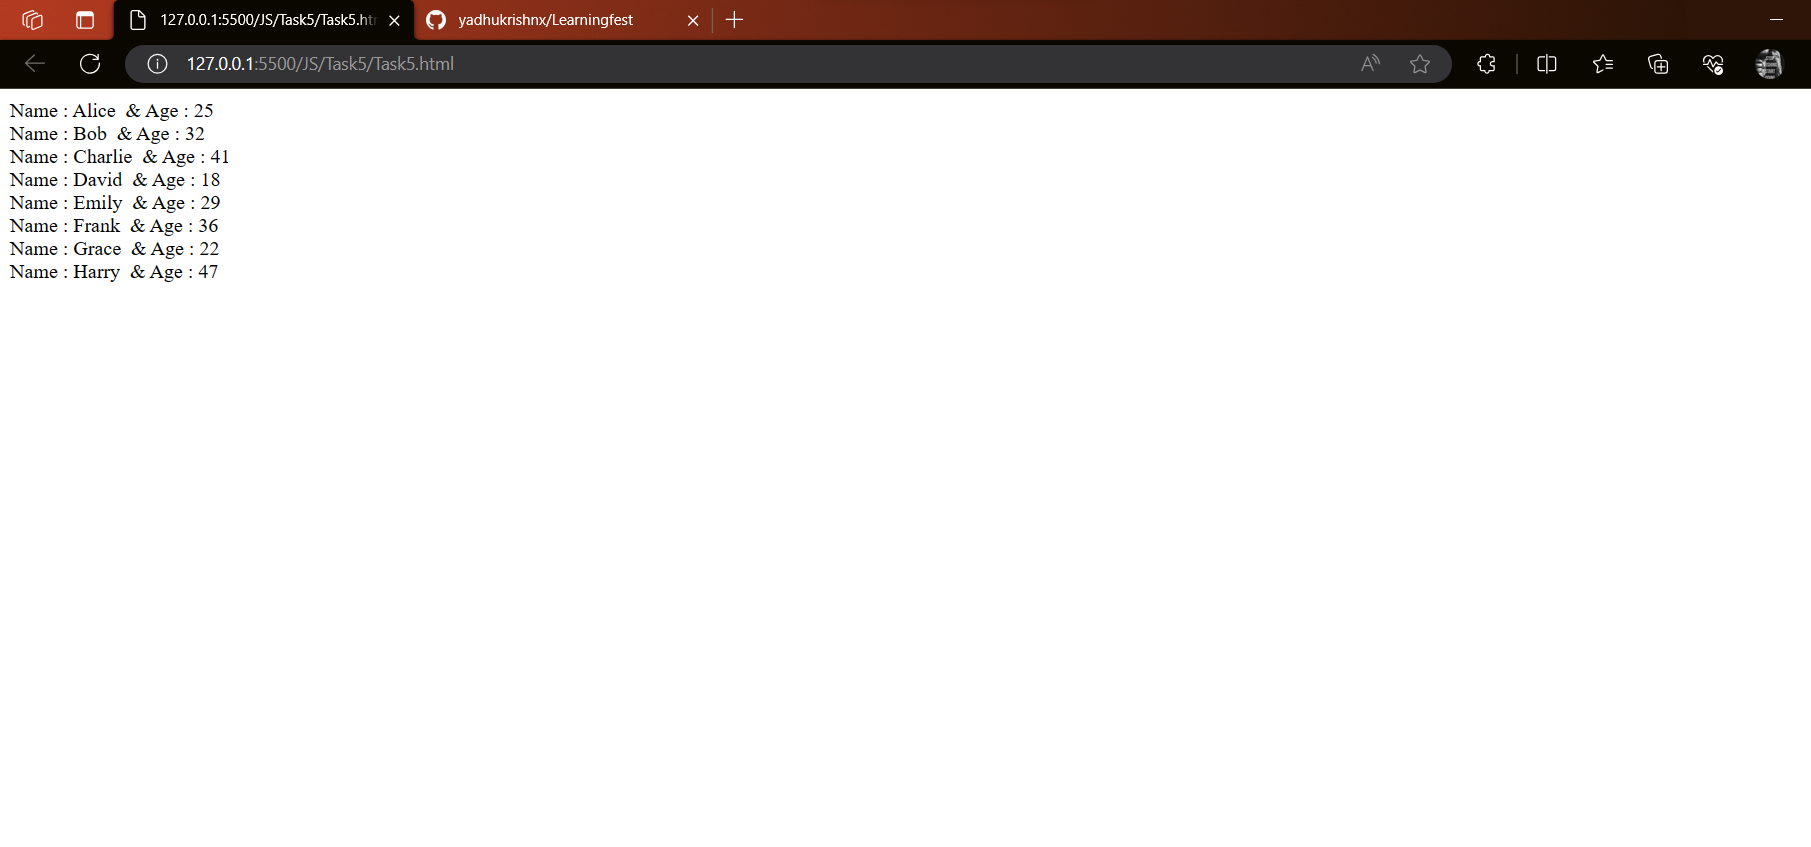 127.0.0.1:5500/JS/Task5/Task5.htm
yadhukrishnx/Learningfest
127.0.0.1:5500/JS/Task5/Task5.html
Name : Alice  & Age : 25
Name : Bob  & Age : 32
Name : Charlie  & Age : 41
Name : David  & Age : 18
Name : Emily  & Age : 29
Name : Frank  & Age : 36
Name : Grace  & Age : 22
Name : Harry  & Age : 47